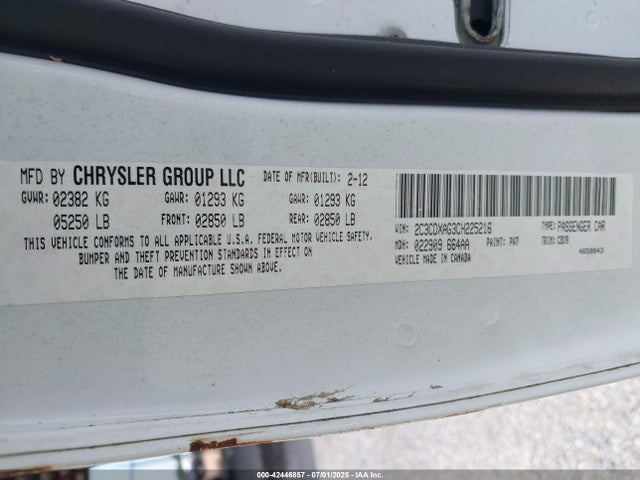 MFD BY CHRYSLER GROUP LLC DATE OF MFR(BUILT): 2-12
GVWR: 02382 KG GAWR: 01293 KG GAWR: 01293 KG
05250 LB FRONT: 02850 LB REAR: 02850 LB
THIS VEHICLE CONFORMS TO ALL APPLICABLE U.S.A. FEDERAL MOTOR VEHICLE SAFETY,
BUMPER AND THEFT PREVENTION STANDARDS IN EFFECT ON
THE DATE OF MANUFACTURE SHOWN ABOVE.
VIN: 2C3CDXAG3CH225216 TYPE: PASSENGER CAR
MDH: 022909 664AA PAINT: PW7 TRIM: CBX9
VEHICLE MADE IN CANADA 4658043
000-42446857 - 07/01/2025 - IAA Inc.